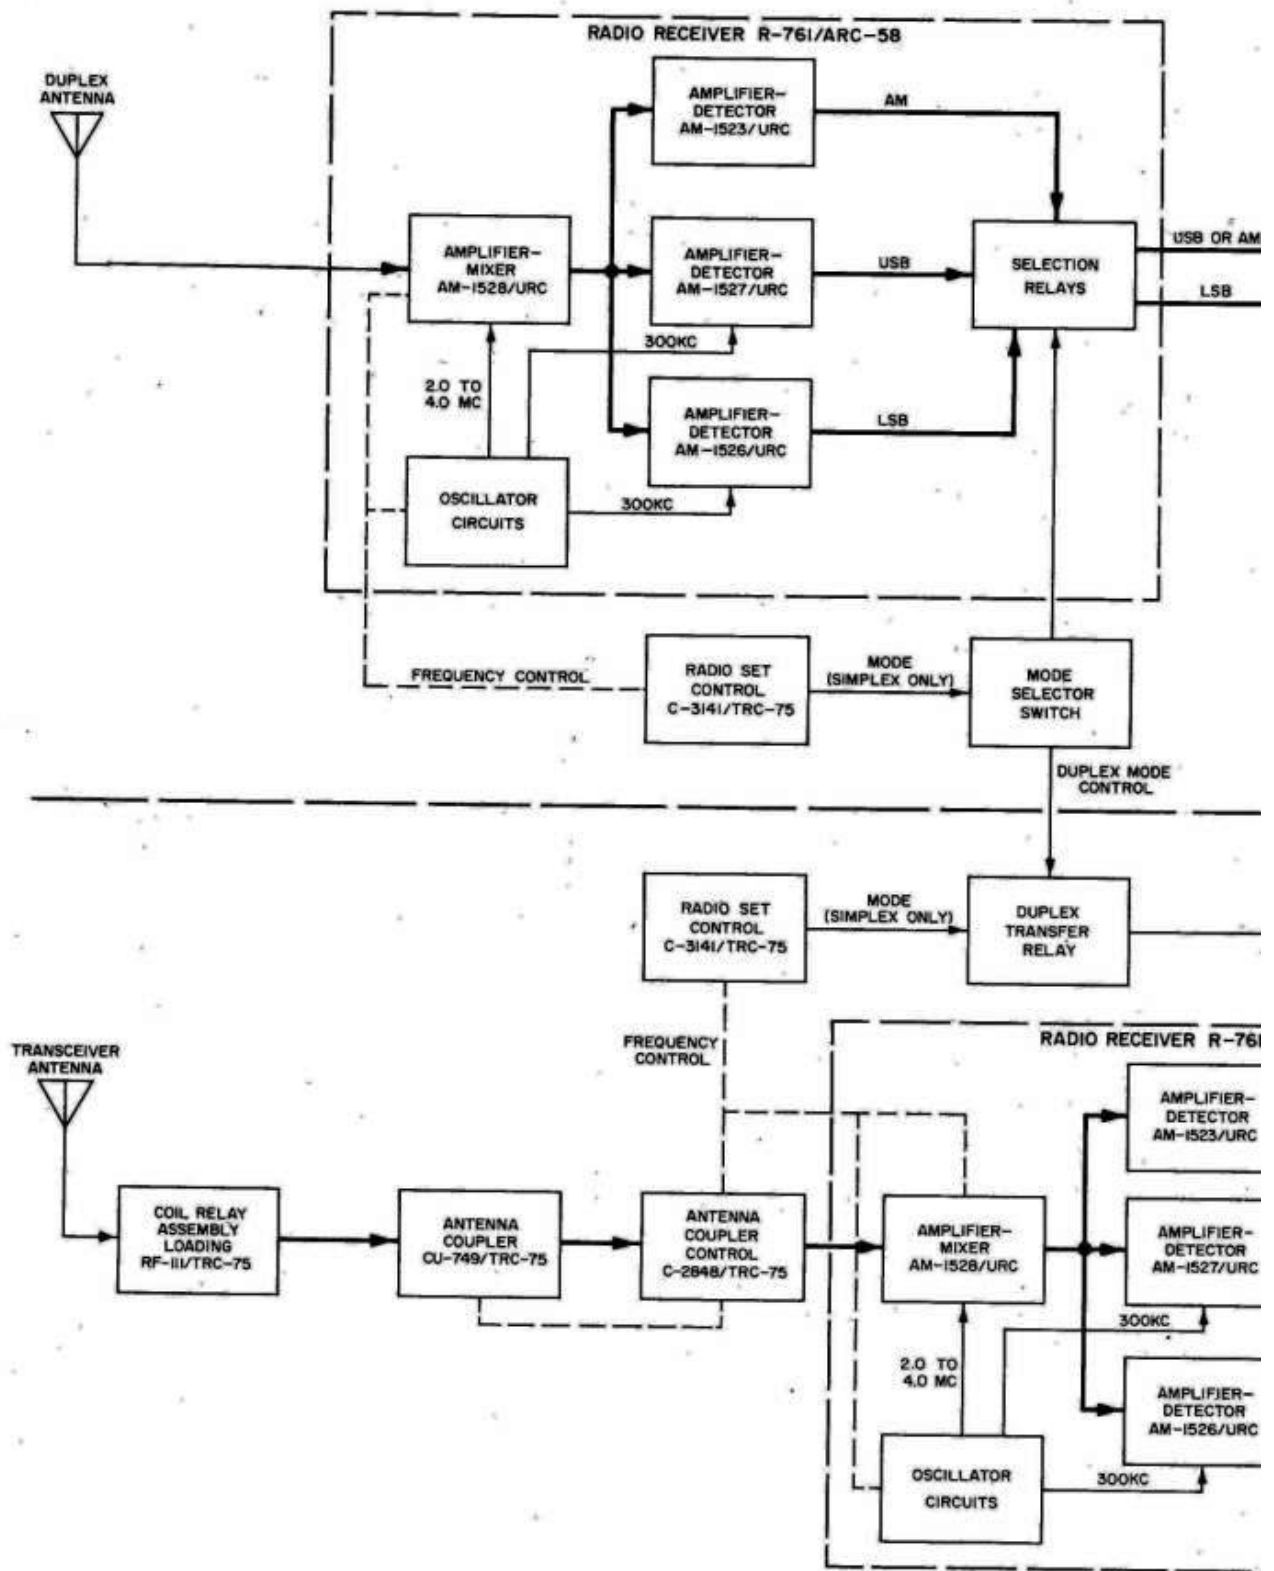 RADIO RECEIVER R-761/ARC-58
DUPLEX
ANTENNA
AMPLIFIER-
DETECTOR
AM-1523/URC
AM
AMPLIFIER-
MIXER
AM-1528/URC
AMPLIFIER-
DETECTOR
AM-1527/URC
USB
SELECTION
RELAYS
USB OR AM
LSB
300KC
2.0 TO
4.0 MC
AMPLIFIER-
DETECTOR
AM-1526/URC
LSB
OSCILLATOR
CIRCUITS
300KC
FREQUENCY CONTROL
RADIO SET
CONTROL
C-3141/TRC-75
MODE
(SIMPLEX ONLY)
MODE
SELECTOR
SWITCH
DUPLEX MODE
CONTROL
RADIO SET
CONTROL
C-3141/TRC-75
MODE
(SIMPLEX ONLY)
DUPLEX
TRANSFER
RELAY
FREQUENCY
CONTROL
RADIO RECEIVER R-761
TRANSCEIVER
ANTENNA
AMPLIFIER-
DETECTOR
AM-1523/URC
COIL RELAY
ASSEMBLY
LOADING
RF-111/TRC-75
ANTENNA
COUPLER
CU-749/TRC-75
ANTENNA
COUPLER
CONTROL
C-2848/TRC-75
AMPLIFIER-
MIXER
AM-1528/URC
AMPLIFIER-
DETECTOR
AM-1527/URC
300KC
2.0 TO
4.0 MC
AMPLIFIER-
DETECTOR
AM-1526/URC
OSCILLATOR
CIRCUITS
300KC